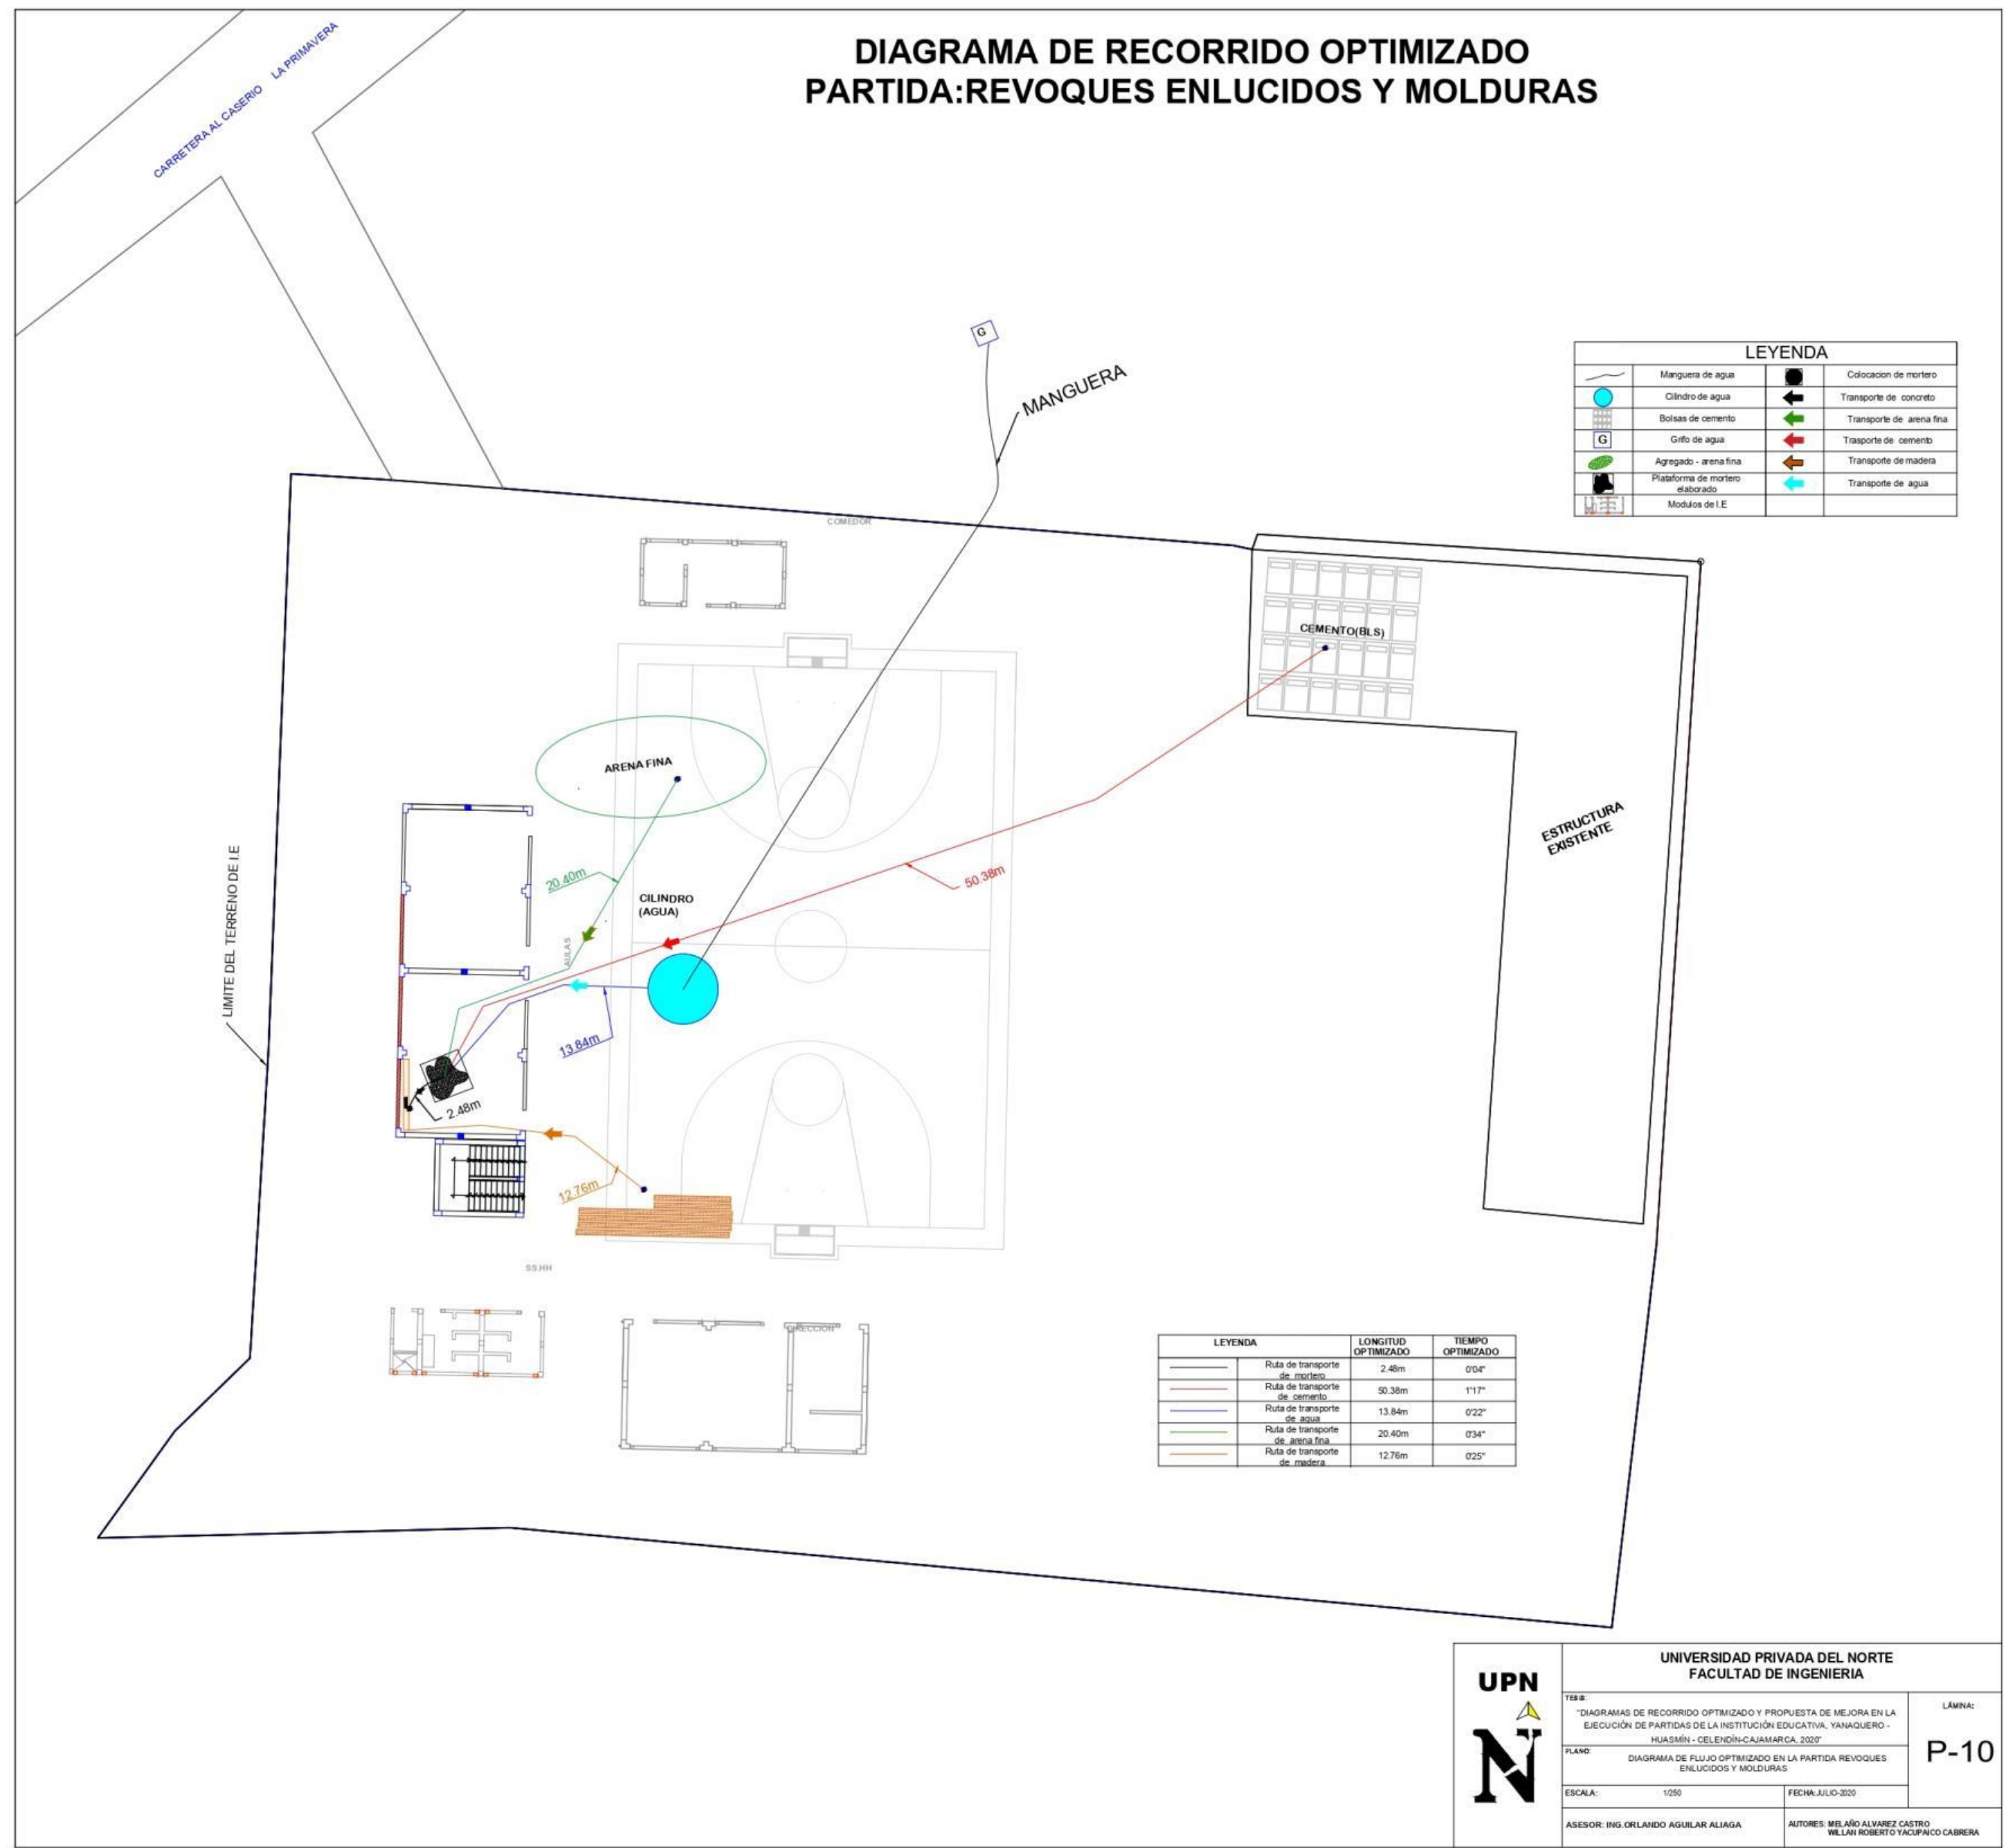 DIAGRAMA DE RECORRIDO OPTIMIZADO
PARTIDA:REVOQUES ENLUCIDOS Y MOLDURAS
CARRETERA AL CASERIO LA PRIMAVERA
G
MANGUERA
LEYENDA
Manguera de agua
Colocacion de mortero
Cilindro de agua
Transporte de concreto
Bolsas de cemento
Transporte de arena fina
G
Grifo de agua
Trasporte de cemento
Agregado - arena fina
Transporte de madera
Plataforma de mortero
elaborado
Transporte de agua
Modulos de I.E
COMEDOR
CEMENTO(BLS)
ARENA FINA
ESTRUCTURA
EXISTENTE
LIMITE DEL TERRENO DE I.E
20.40m
50.38m
CILINDRO
(AGUA)
AULAS
13.84m
2.48m
12.76m
SS.HH
LEYENDA
LONGITUD
OPTIMIZADO
TIEMPO
OPTIMIZADO
Ruta de transporte
de mortero
2.48m
0'04"
Ruta de transporte
de cemento
50.38m
1'17"
Ruta de transporte
de agua
13.84m
0'22"
Ruta de transporte
de arena fina
20.40m
0'34"
Ruta de transporte
de madera
12.76m
0'25"
UPN
N
UNIVERSIDAD PRIVADA DEL NORTE
FACULTAD DE INGENIERIA
TESIS:
"DIAGRAMAS DE RECORRIDO OPTIMIZADO Y PROPUESTA DE MEJORA EN LA
EJECUCIÓN DE PARTIDAS DE LA INSTITUCIÓN EDUCATIVA, YANAQUERO -
HUASMÍN - CELENDÍN-CAJAMARCA, 2020"
LÁMINA:
P-10
PLANO:
DIAGRAMA DE FLUJO OPTIMIZADO EN LA PARTIDA REVOQUES
ENLUCIDOS Y MOLDURAS
ESCALA: 1/250
FECHA:JULIO-2020
ASESOR: ING.ORLANDO AGUILAR ALIAGA
AUTORES: MELAÑO ALVAREZ CASTRO
WILLAN ROBERTO YACUPAICO CABRERA